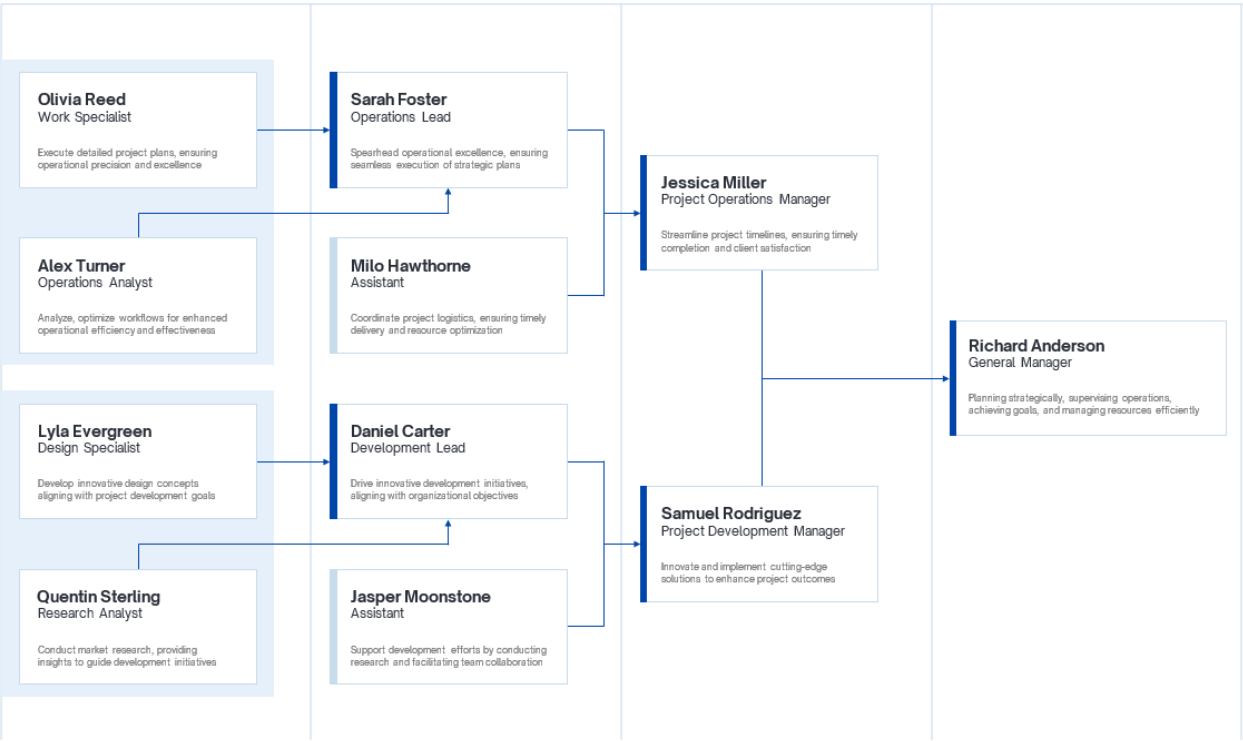 Olivia Reed
Work Specialist
Execute detailed project plans, ensuring
operational precision and excellence
Alex Turner
Operations Analyst
Analyze, optimize workflows for enhanced
operational efficiency and effectiveness
Lyla Evergreen
Design Specialist
Develop innovative design concepts
aligning with project development goals
Quentin Sterling
Research Analyst
Conduct market research, providing
insights to guide development initiatives
Sarah Foster
Operations Lead
Spearhead operational excellence, ensuring
seamless execution of strategic plans
Milo Hawthorne
Assistant
Coordinate project logistics, ensuring timely
delivery and resource optimization
Daniel Carter
Development Lead
Drive innovative development initiatives,
aligning with organizational objectives
Jasper Moonstone
Assistant
Support development efforts by conducting
research and facilitating team collaboration
Jessica Miller
Project Operations Manager
Streamline project timelines, ensuring timely
completion and client satisfaction
Samuel Rodriguez
Project Development Manager
Innovate and implement cutting-edge
solutions to enhance project outcomes
Richard Anderson
General Manager
Planning strategically, supervising operations,
achieving goals, and managing resources efficiently